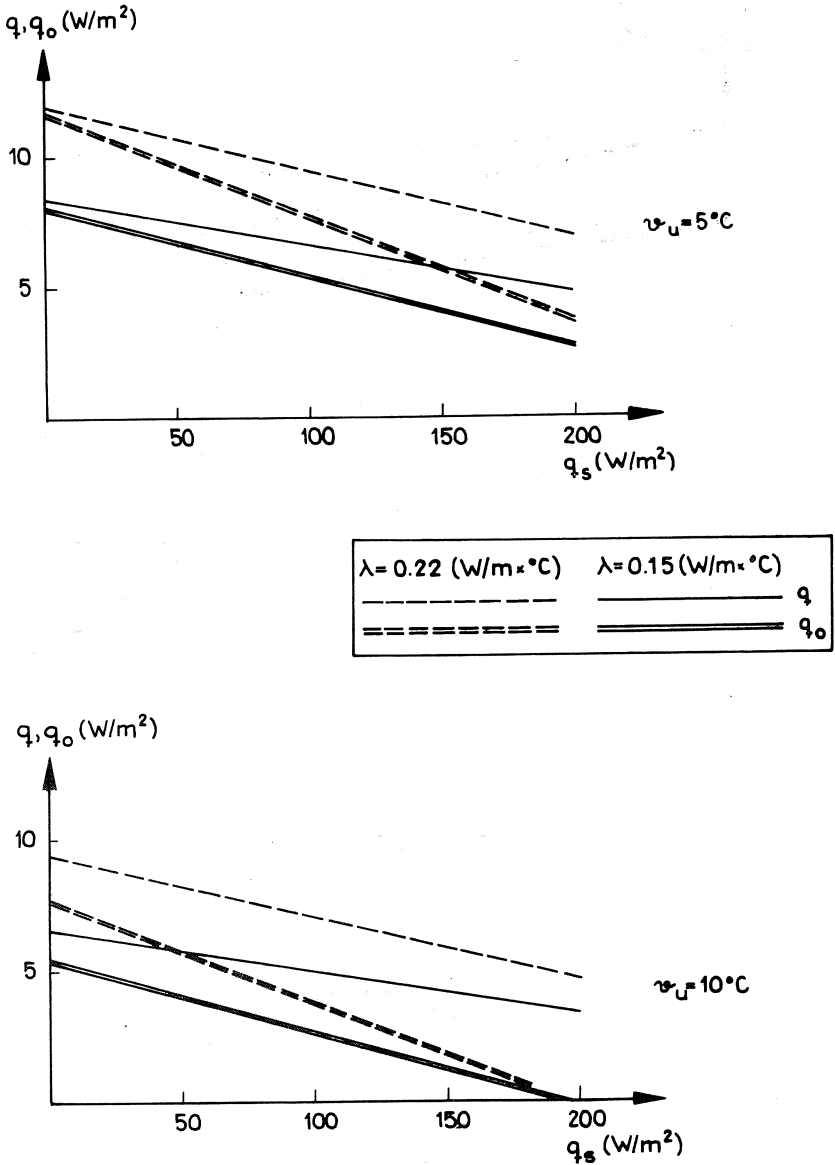 q, q₀ (W/m²)
10
5
ϑᵤ = 5°C
50 100 150 200
qₛ (W/m²)
λ = 0.22 (W/m×°C) λ = 0.15 (W/m×°C)
q
q₀
q, q₀ (W/m²)
10
5
ϑᵤ = 10°C
50 100 150 200
qₛ (W/m²)